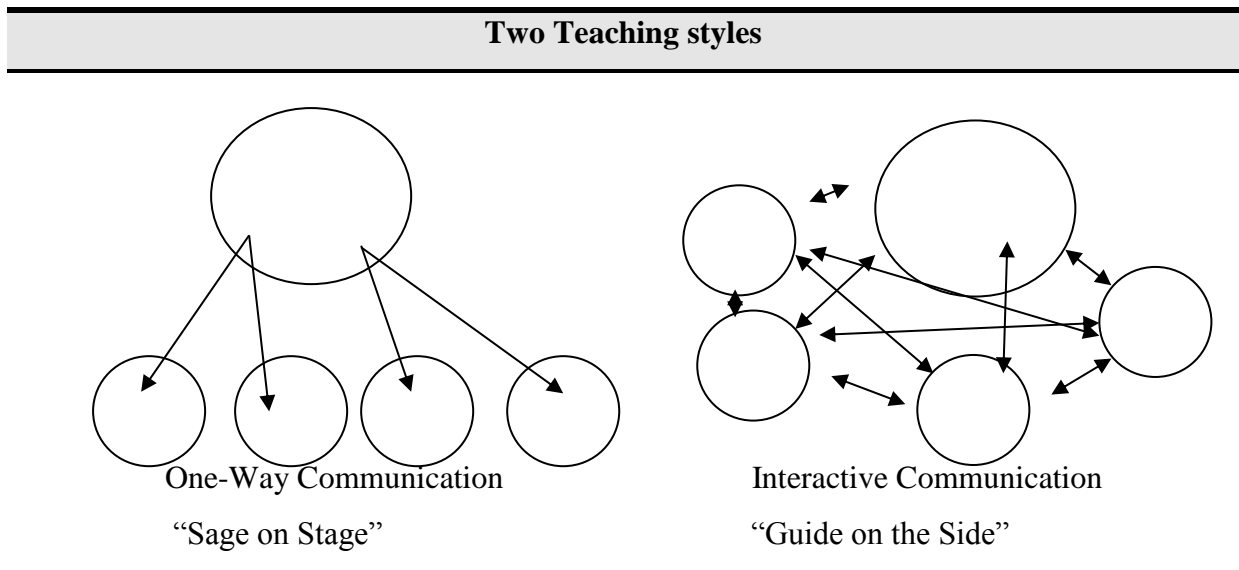 Two Teaching styles
One-Way Communication
“Sage on Stage”
Interactive Communication
“Guide on the Side”